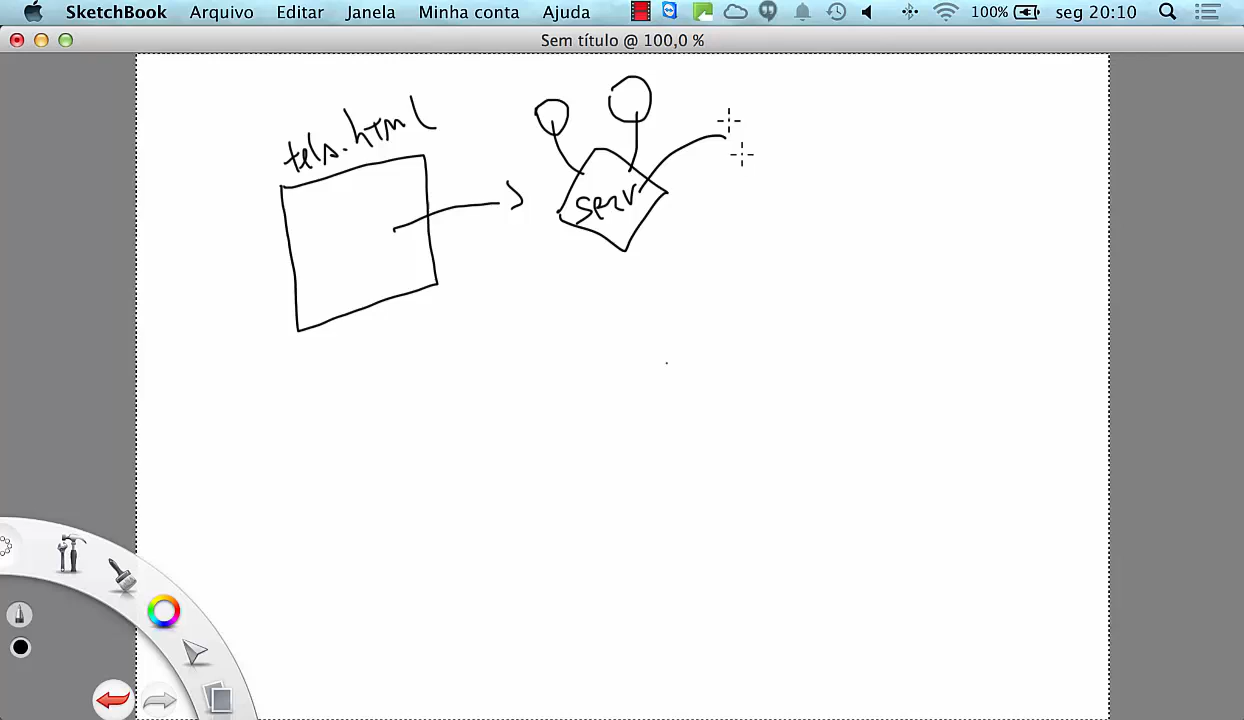 SketchBook Arquivo Editar Janela Minha conta Ajuda 100% seg 20:10
Sem título @ 100,0 %
tela.html
serv